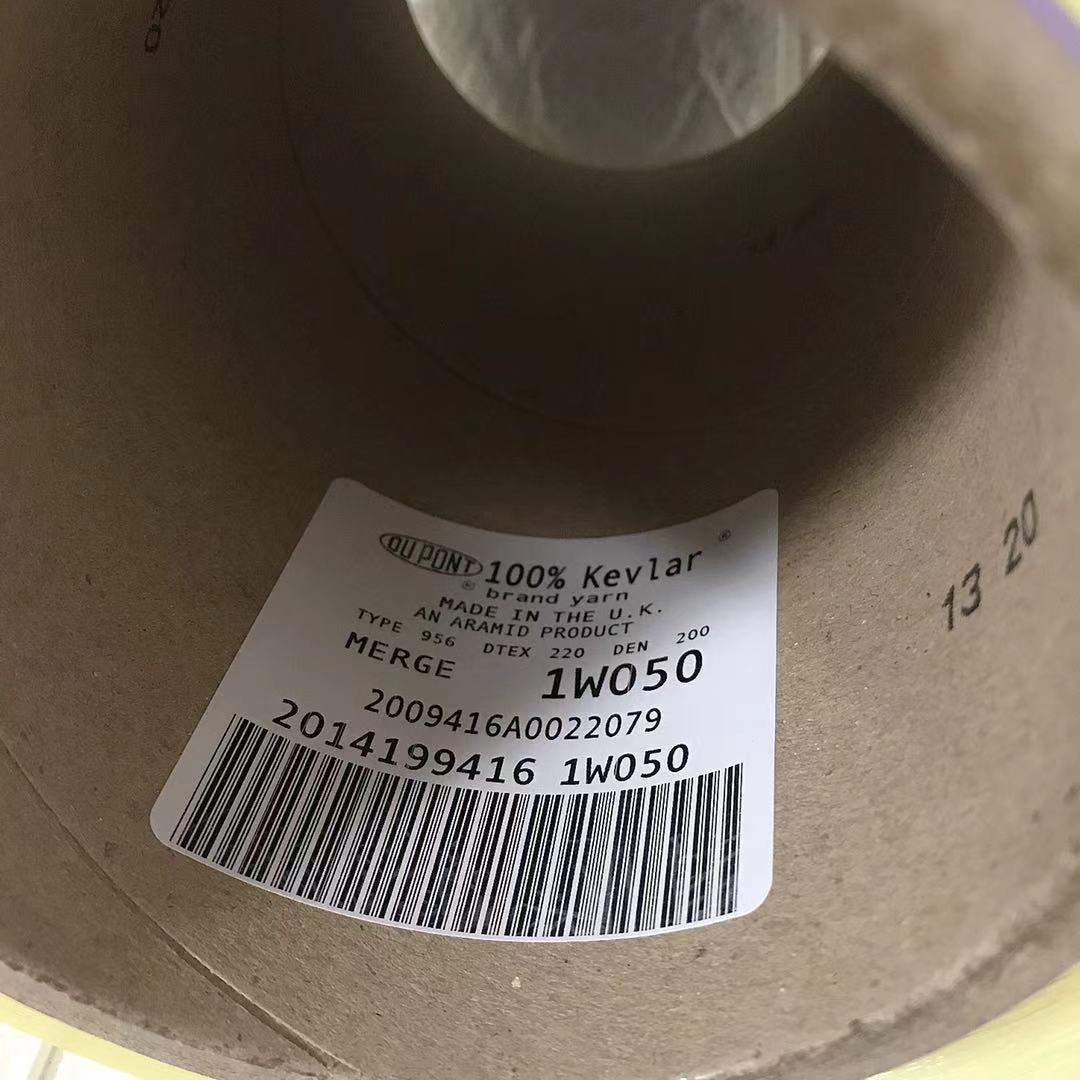 DU PONT 100% Kevlar ®
® brand yarn
MADE IN THE U.K.
AN ARAMID PRODUCT
TYPE 956 DTEX 220 DEN 200
MERGE 1W050
2009416A0022079
2014199416 1W050
13 20